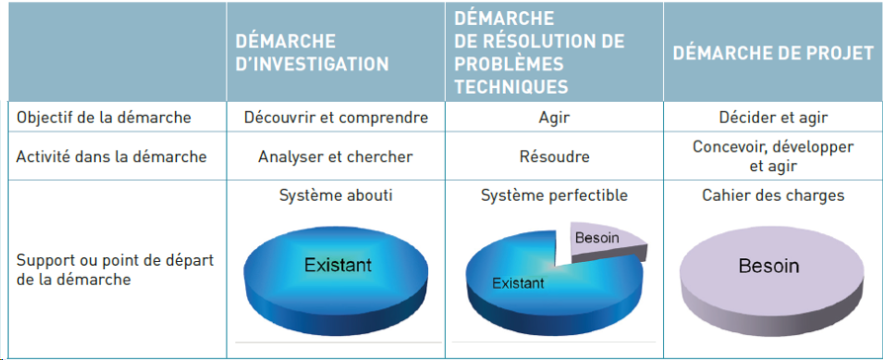 DÉMARCHE
D'INVESTIGATION
DÉMARCHE
DE RÉSOLUTION DE
PROBLÈMES
TECHNIQUES
DÉMARCHE DE PROJET
Objectif de la démarche
Découvrir et comprendre
Agir
Décider et agir
Activité dans la démarche
Analyser et chercher
Résoudre
Concevoir, développer
et agir
Support ou point de départ
de la démarche
Système abouti
Existant
Système perfectible
Besoin
Existant
Cahier des charges
Besoin